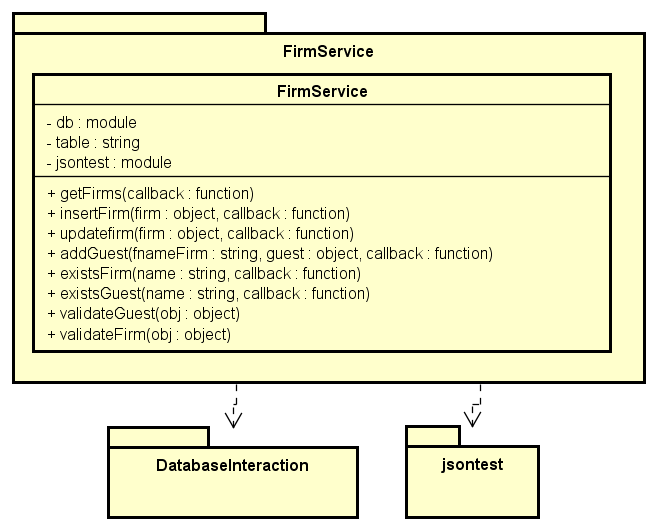 FirmService
FirmService
- db : module
- table : string
- jsontest : module
+ getFirms(callback : function)
+ insertFirm(firm : object, callback : function)
+ updatefirm(firm : object, callback : function)
+ addGuest(fnameFirm : string, guest : object, callback : function)
+ existsFirm(name : string, callback : function)
+ existsGuest(name : string, callback : function)
+ validateGuest(obj : object)
+ validateFirm(obj : object)
DatabaseInteraction
jsontest